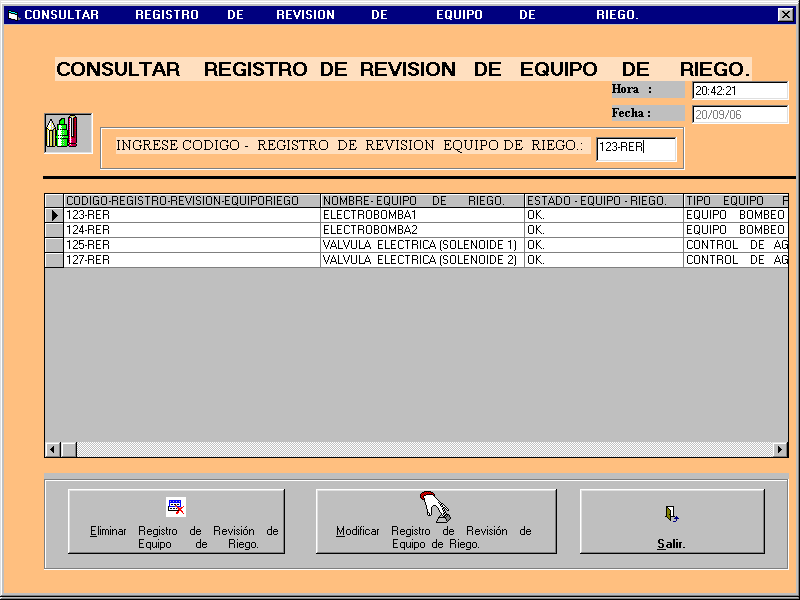 CONSULTAR REGISTRO DE REVISION DE EQUIPO DE RIEGO.
CONSULTAR REGISTRO DE REVISION DE EQUIPO DE RIEGO.
Hora : 20:42:21
Fecha : 20/09/06
INGRESE CODIGO - REGISTRO DE REVISION EQUIPO DE RIEGO.: 123-RER
CODIGO-REGISTRO-REVISION-EQUIPORIEGO NOMBRE- EQUIPO DE RIEGO. ESTADO - EQUIPO - RIEGO. TIPO EQUIPO
123-RER ELECTROBOMBA1 OK. EQUIPO BOMBEO
124-RER ELECTROBOMBA2 OK. EQUIPO BOMBEO
125-RER VALVULA ELECTRICA (SOLENOIDE 1) OK. CONTROL DE AG
127-RER VALVULA ELECTRICA (SOLENOIDE 2) OK. CONTROL DE AG
Eliminar Registro de Revisión de
Equipo de Riego.
Modificar Registro de Revisión de
Equipo de Riego.
Salir.